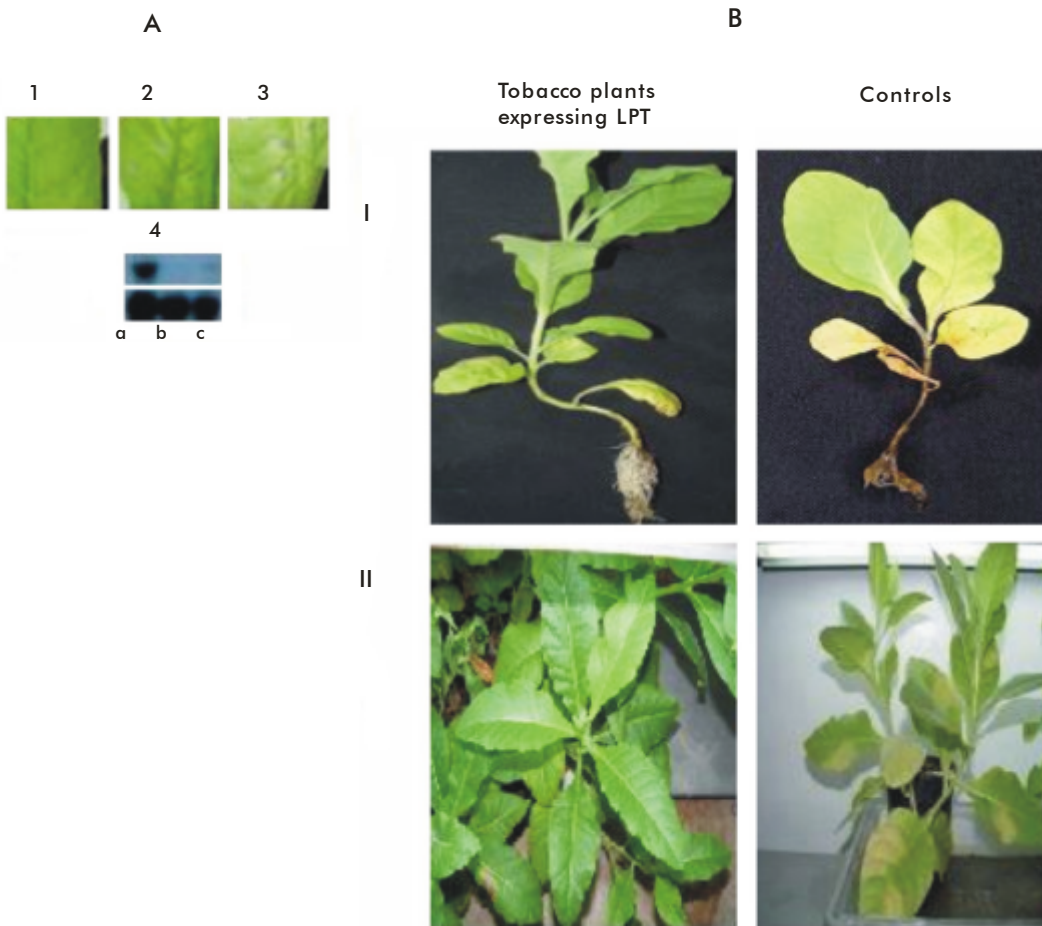 A
B
1 2 3
Tobacco plants
expressing LPT
Controls
I
4
a b c
II